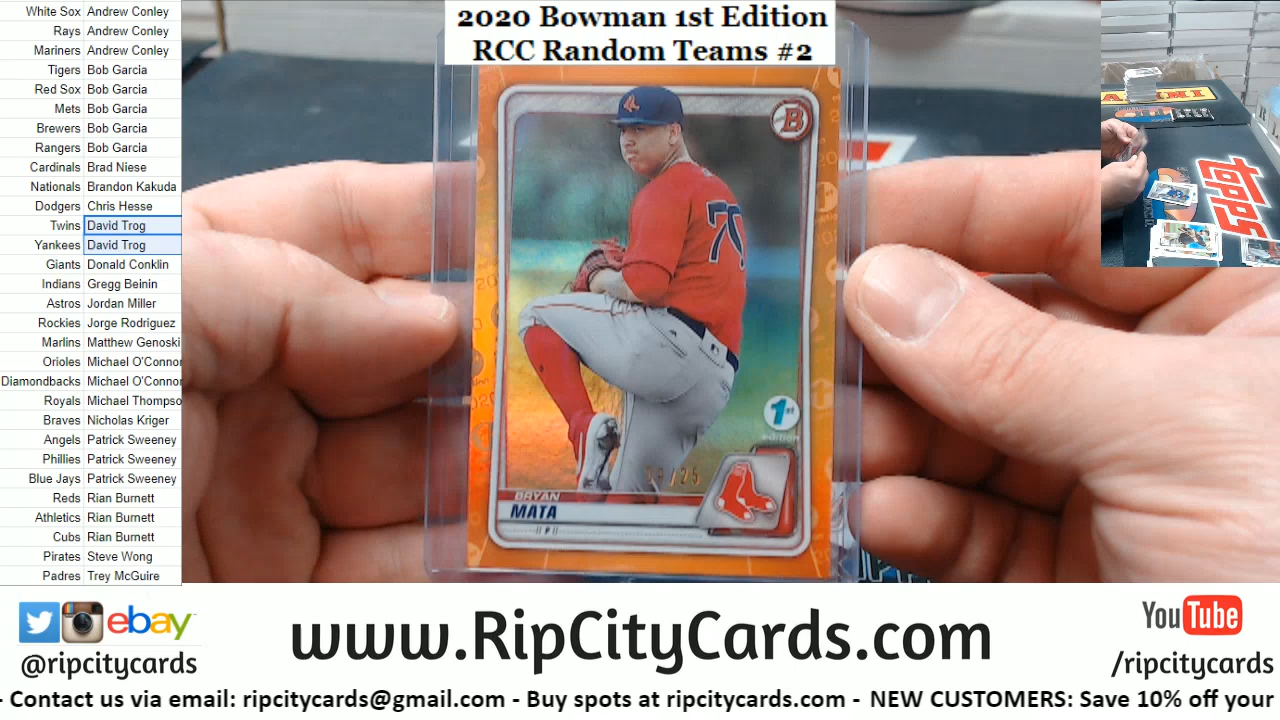 White Sox Andrew Conley
Rays Andrew Conley
Mariners Andrew Conley
Tigers Bob Garcia
Red Sox Bob Garcia
Mets Bob Garcia
Brewers Bob Garcia
Rangers Bob Garcia
Cardinals Brad Niese
Nationals Brandon Kakuda
Dodgers Chris Hesse
Twins David Trog
Yankees David Trog
Giants Donald Conklin
Indians Gregg Beinin
Astros Jordan Miller
Rockies Jorge Rodriguez
Marlins Matthew Genoski
Orioles Michael O'Connor
Diamondbacks Michael O'Connor
Royals Michael Thompso
Braves Nicholas Kriger
Angels Patrick Sweeney
Phillies Patrick Sweeney
Blue Jays Patrick Sweeney
Reds Rian Burnett
Athletics Rian Burnett
Cubs Rian Burnett
Pirates Steve Wong
Padres Trey McGuire
2020 Bowman 1st Edition
RCC Random Teams #2
B
70
1st
edition
/25
BRYAN
MATA
P
PANINI
topps
ebay
@ripcitycards
www.RipCityCards.com
YouTube
/ripcitycards
- Contact us via email: ripcitycards@gmail.com - Buy spots at ripcitycards.com - NEW CUSTOMERS: Save 10% off your